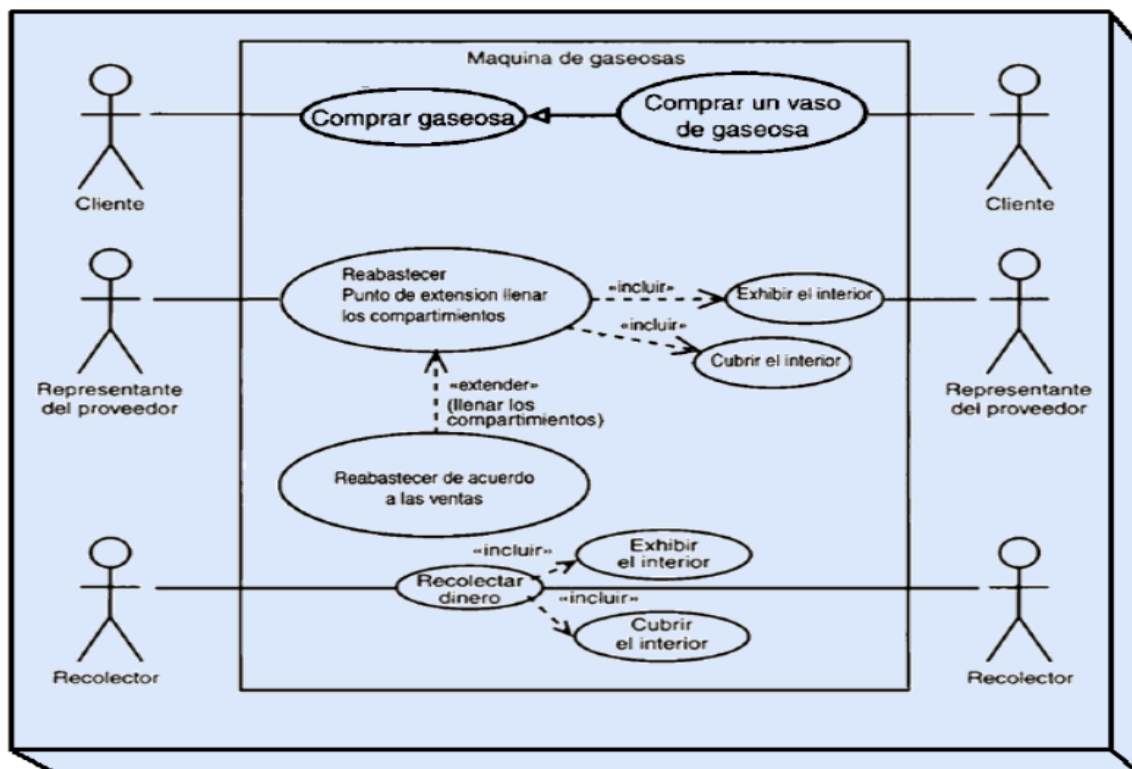 Maquina de gaseosas
Comprar gaseosa
Comprar un vaso
de gaseosa
Cliente
Cliente
Reabastecer
Punto de extension llenar
los compartimientos
«incluir»
Exhibir el interior
«incluir»
Cubrir el interior
Representante
del proveedor
«extender»
(llenar los
compartimientos)
Representante
del proveedor
Reabastecer de acuerdo
a las ventas
«incluir»
Exhibir
el interior
Recolectar
dinero
«incluir»
Cubrir
el interior
Recolector
Recolector